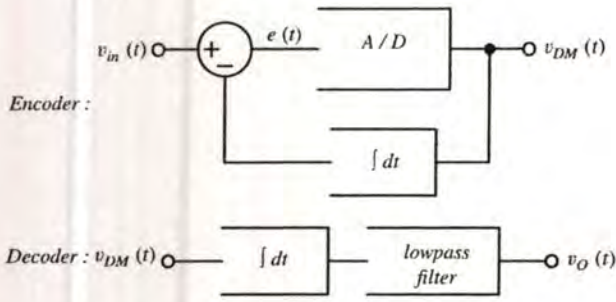 e (t)
A / D
v_in (t)
+
−
v_DM (t)
Encoder :
∫ dt
Decoder : v_DM (t)
∫ dt
lowpass
filter
v_O (t)